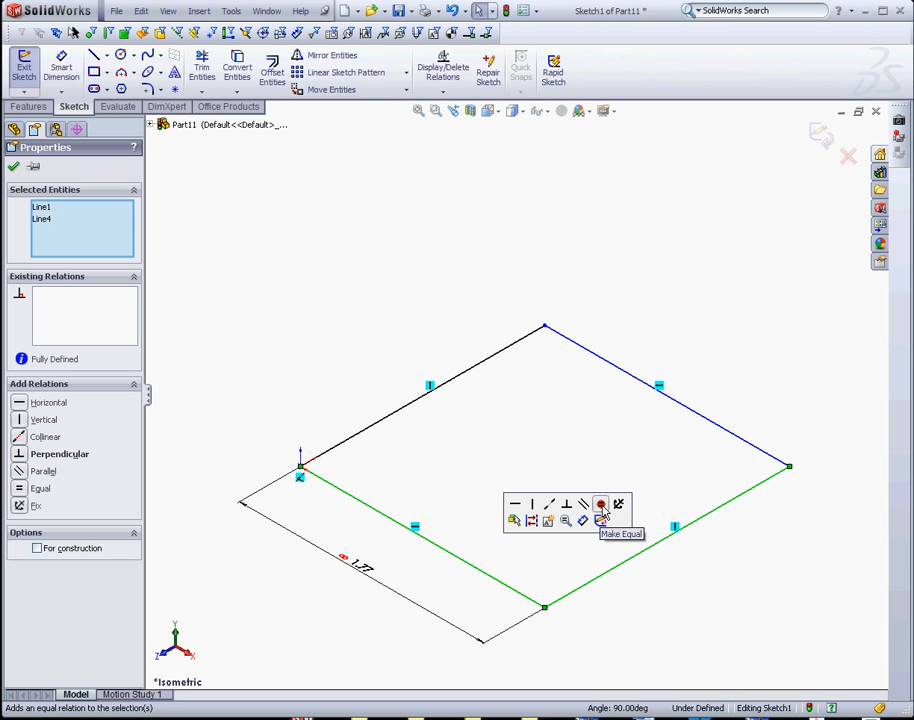 SolidWorks File Edit View Insert Tools Window Help Sketch1 of Part11 * SolidWorks Search
Exit Sketch
Smart Dimension
Trim Entities
Convert Entities
Offset Entities
Mirror Entities
Linear Sketch Pattern
Move Entities
Display/Delete Relations
Repair Sketch
Quick Snaps
Rapid Sketch
Features Sketch Evaluate DimXpert Office Products
Part11 (Default<<Default>_...
Properties ?
Selected Entities
Line1
Line4
Existing Relations
Fully Defined
Add Relations
Horizontal
Vertical
Collinear
Perpendicular
Parallel
Equal
Fix
Options
For construction
Make Equal
1.77
Y
Z X
*Isometric
Model Motion Study 1
Adds an equal relation to the selection(s) Angle: 90.00deg Under Defined Editing Sketch1